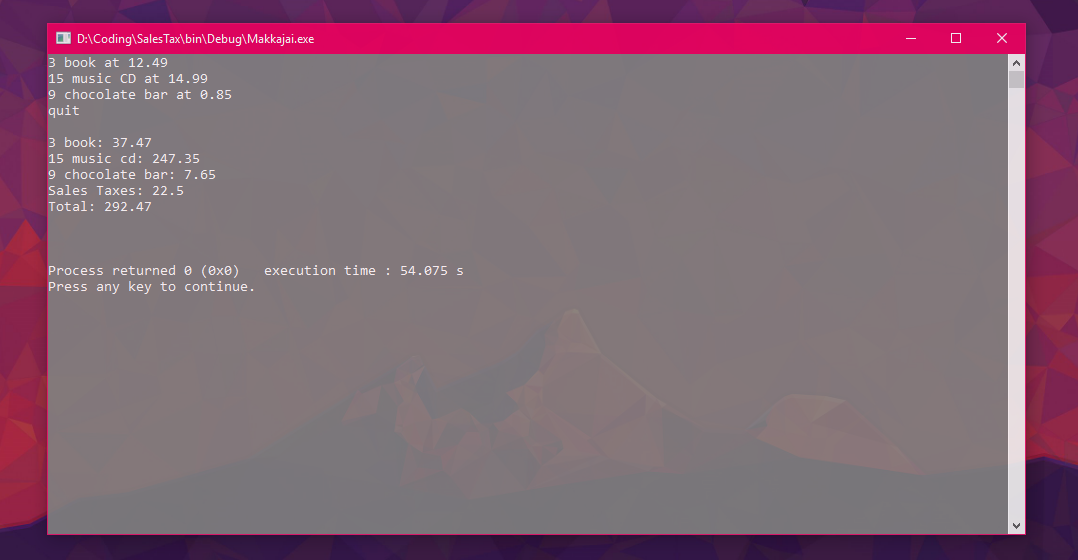 D:\Coding\SalesTax\bin\Debug\Makkajai.exe
3 book at 12.49
15 music CD at 14.99
9 chocolate bar at 0.85
quit
3 book: 37.47
15 music cd: 247.35
9 chocolate bar: 7.65
Sales Taxes: 22.5
Total: 292.47
Process returned 0 (0x0)   execution time : 54.075 s
Press any key to continue.